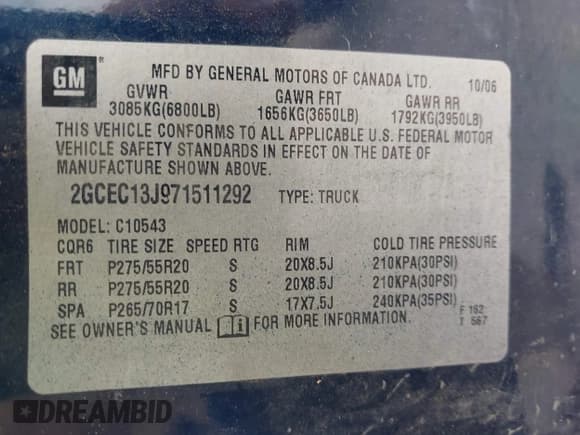 GM ® MFD BY GENERAL MOTORS OF CANADA LTD. 10/06
GVWR GAWR FRT GAWR RR
3085KG(6800LB) 1656KG(3650LB) 1792KG(3950LB)
THIS VEHICLE CONFORMS TO ALL APPLICABLE U.S. FEDERAL MOTOR
VEHICLE SAFETY STANDARDS IN EFFECT ON THE DATE OF
MANUFACTURE SHOWN ABOVE.
2GCEC13J971511292 TYPE: TRUCK
MODEL: C10543
CQR6 TIRE SIZE SPEED RTG RIM COLD TIRE PRESSURE
FRT P275/55R20 S 20X8.5J 210KPA(30PSI)
RR P275/55R20 S 20X8.5J 210KPA(30PSI)
SPA P265/70R17 S 17X7.5J 240KPA(35PSI)
SEE OWNER'S MANUAL FOR MORE INFORMATION.
F 162
T 567
DREAMBID